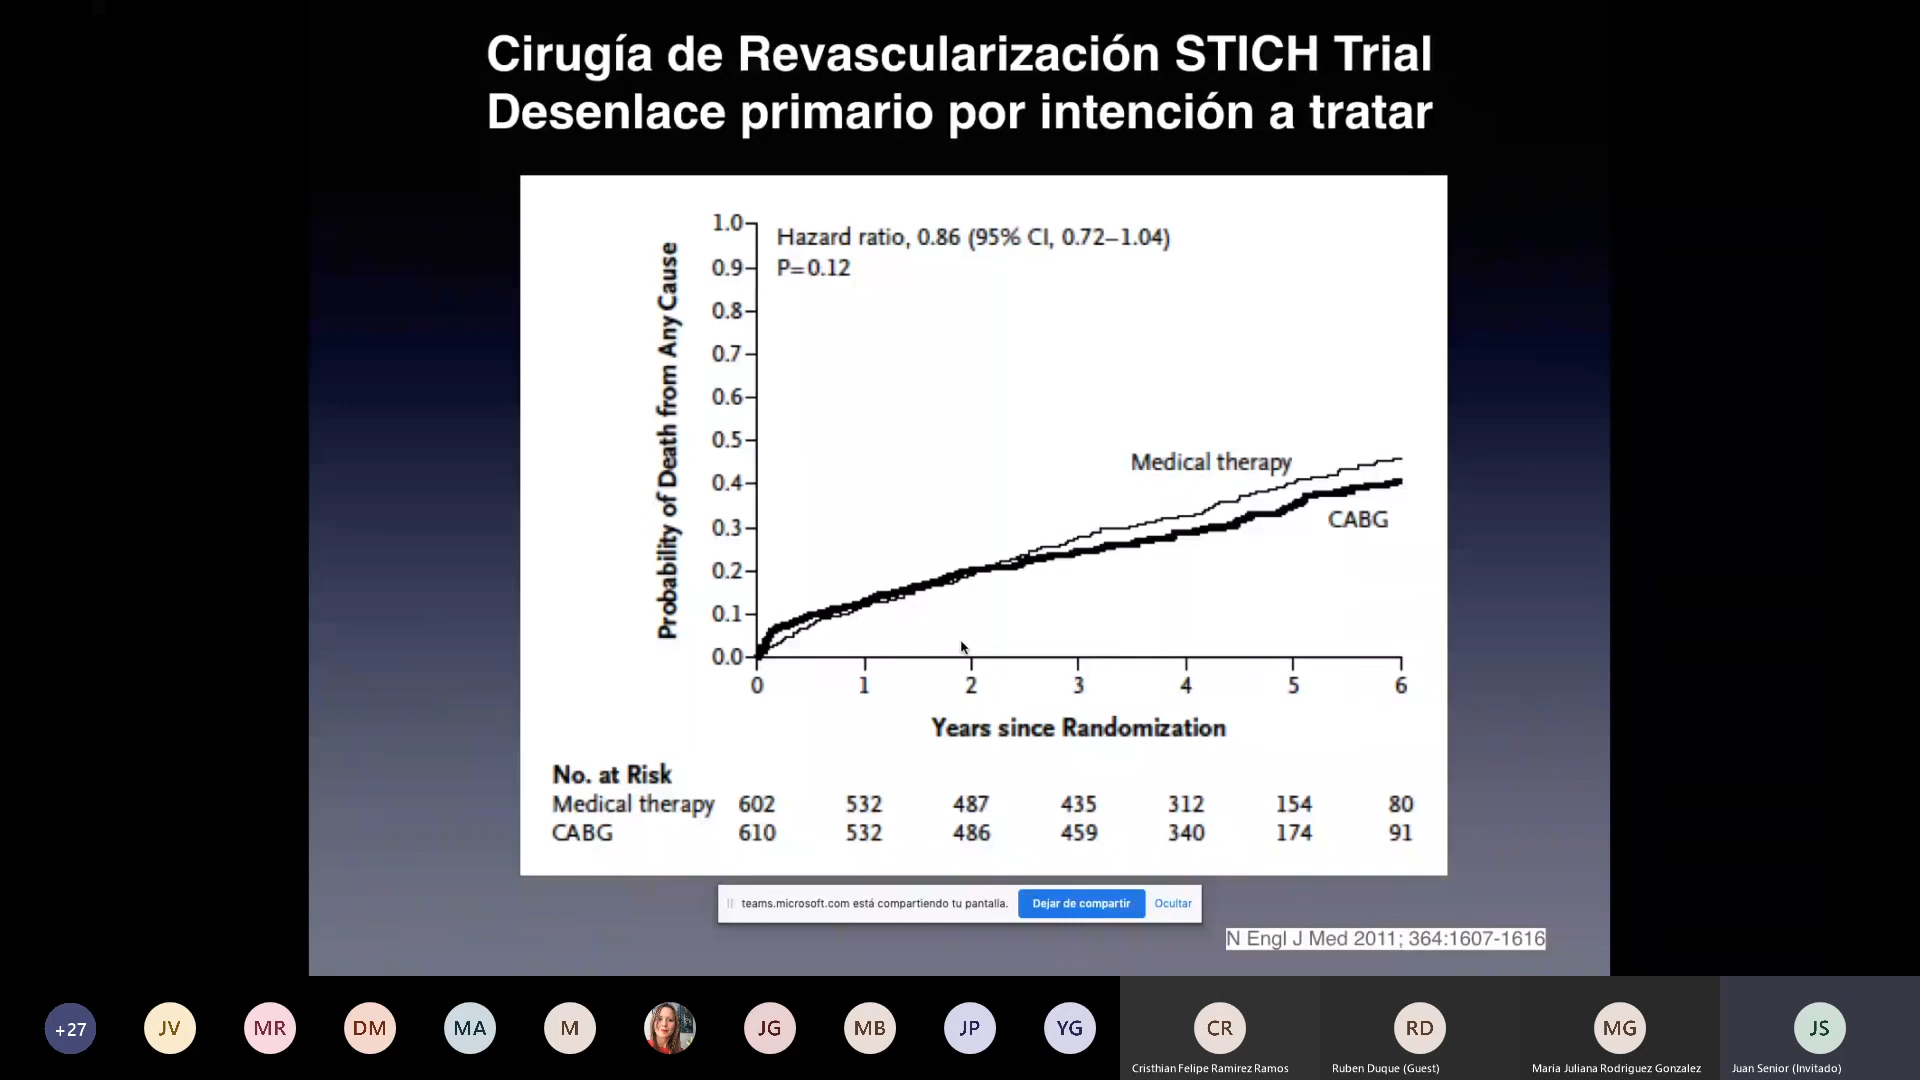 Cirugía de Revascularización STICH Trial
Desenlace primario por intención a tratar
Hazard ratio, 0.86 (95% CI, 0.72–1.04)
P=0.12
Probability of Death from Any Cause
1.0
0.9
0.8
0.7
0.6
0.5
0.4
0.3
0.2
0.1
0.0
Medical therapy
CABG
0 1 2 3 4 5 6
Years since Randomization
No. at Risk
Medical therapy 602 532 487 435 312 154 80
CABG 610 532 486 459 340 174 91
teams.microsoft.com está compartiendo tu pantalla. Dejar de compartir Ocultar
N Engl J Med 2011; 364:1607-1616
+27 JV MR DM MA M JG MB JP YG CR RD MG JS
Cristhian Felipe Ramirez Ramos Ruben Duque (Guest) Maria Juliana Rodriguez Gonzalez Juan Senior (Invitado)